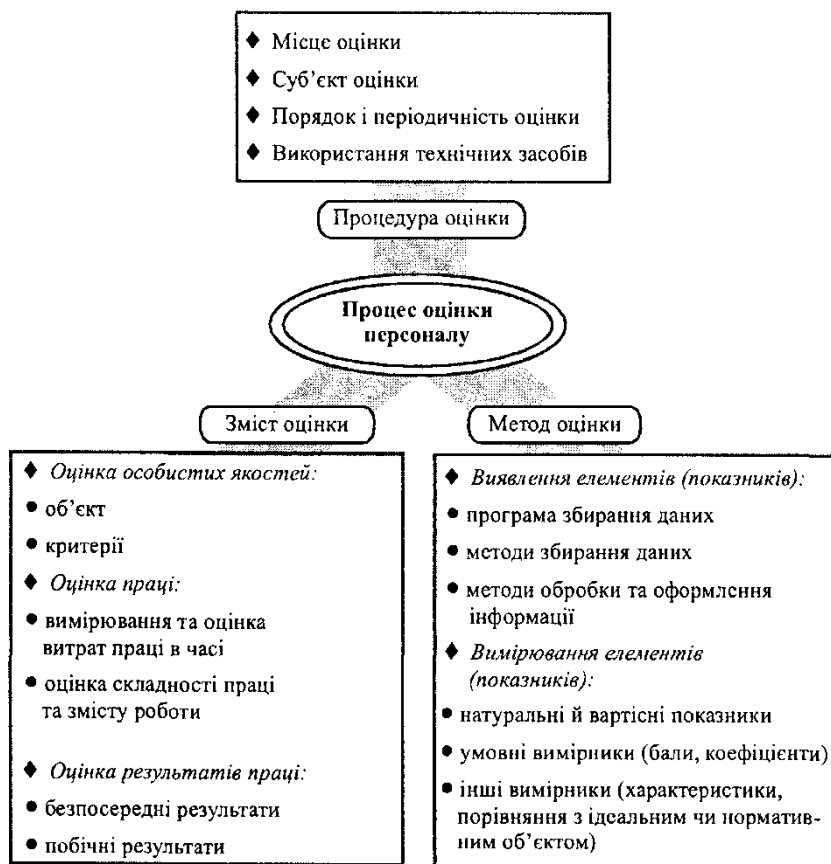 ♦ Місце оцінки
♦ Суб’єкт оцінки
♦ Порядок і періодичність оцінки
♦ Використання технічних засобів
Процедура оцінки
Процес оцінки
персоналу
Зміст оцінки
♦ Оцінка особистих якостей:
● об’єкт
● критерії
♦ Оцінка праці:
● вимірювання та оцінка
витрат праці в часі
● оцінка складності праці
та змісту роботи
♦ Оцінка результатів праці:
● безпосередні результати
● побічні результати
Метод оцінки
♦ Виявлення елементів (показників):
● програма збирання даних
● методи збирання даних
● методи обробки та оформлення
інформації
♦ Вимірювання елементів
(показників):
● натуральні й вартісні показники
● умовні вимірники (бали, коефіцієнти)
● інші вимірники (характеристики,
порівняння з ідеальним чи норматив-
ним об’єктом)